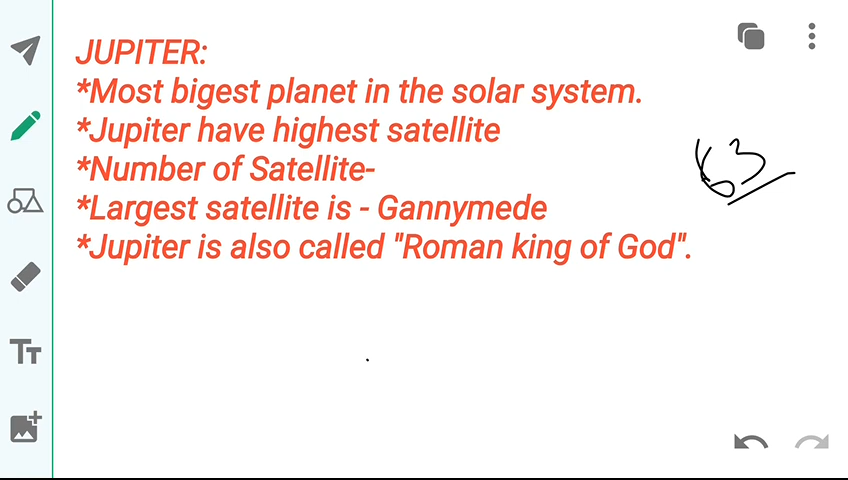 JUPITER:
*Most bigest planet in the solar system.
*Jupiter have highest satellite
63
*Number of Satellite-
*Largest satellite is - Gannymede
*Jupiter is also called "Roman king of God".
TT